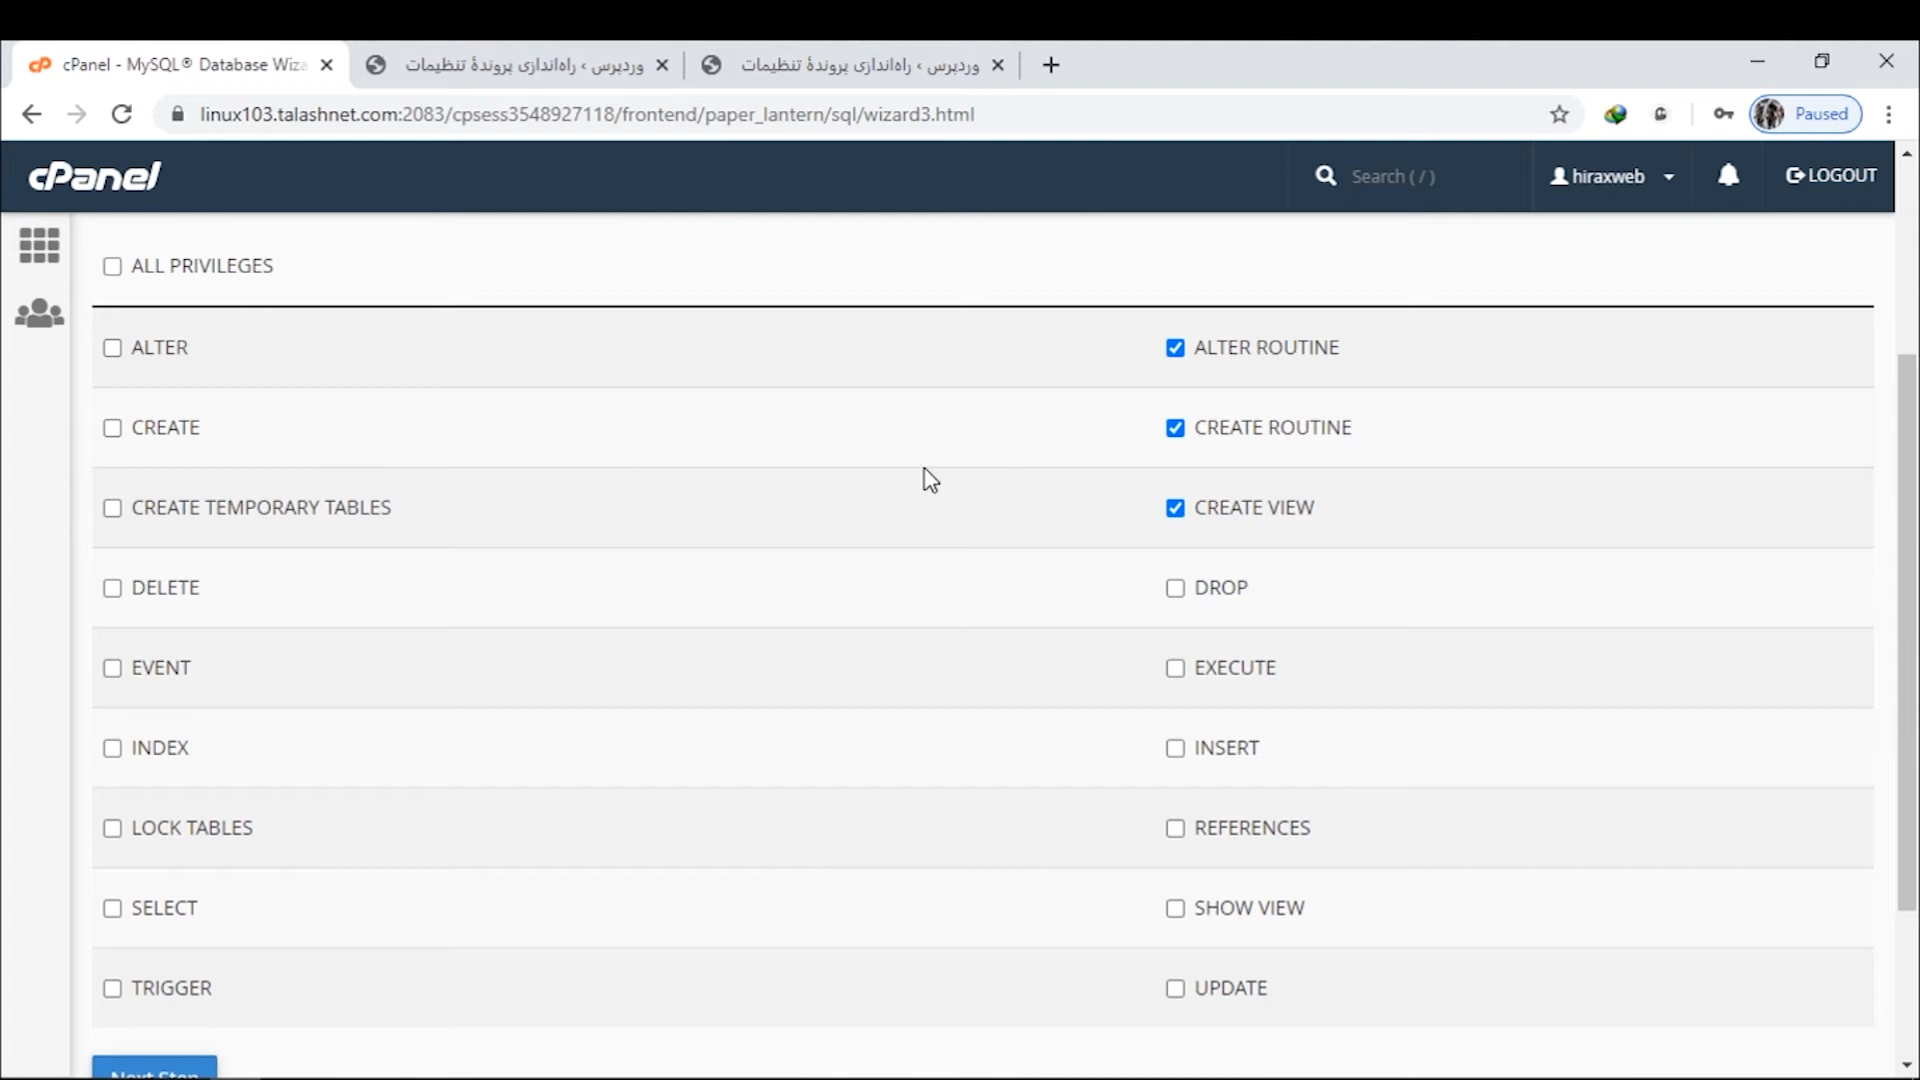 cPanel - MySQL® Database Wiza
وردپرس › راه‌اندازی پروندهٔ تنظیمات
وردپرس › راه‌اندازی پروندهٔ تنظیمات
linux103.talashnet.com:2083/cpsess3548927118/frontend/paper_lantern/sql/wizard3.html
Paused
cPanel
Search ( / )
hiraxweb
LOGOUT
ALL PRIVILEGES
ALTER
ALTER ROUTINE
CREATE
CREATE ROUTINE
CREATE TEMPORARY TABLES
CREATE VIEW
DELETE
DROP
EVENT
EXECUTE
INDEX
INSERT
LOCK TABLES
REFERENCES
SELECT
SHOW VIEW
TRIGGER
UPDATE
Next Step